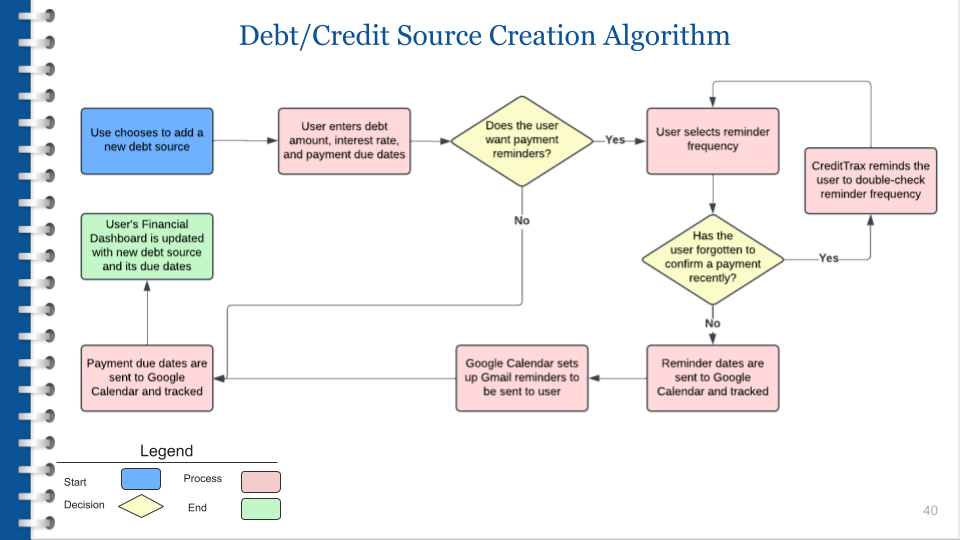 Debt/Credit Source Creation Algorithm
Use chooses to add a
new debt source
User enters debt
amount, interest rate,
and payment due dates
Does the user
want payment
reminders?
Yes
User selects reminder
frequency
CreditTrax reminds the
user to double-check
reminder frequency
No
Has the
user forgotten to
confirm a payment
recently?
Yes
No
User's Financial
Dashboard is updated
with new debt source
and its due dates
Payment due dates are
sent to Google
Calendar and tracked
Google Calendar sets
up Gmail reminders to
be sent to user
Reminder dates are
sent to Google
Calendar and tracked
Legend
Start
Process
Decision
End
40